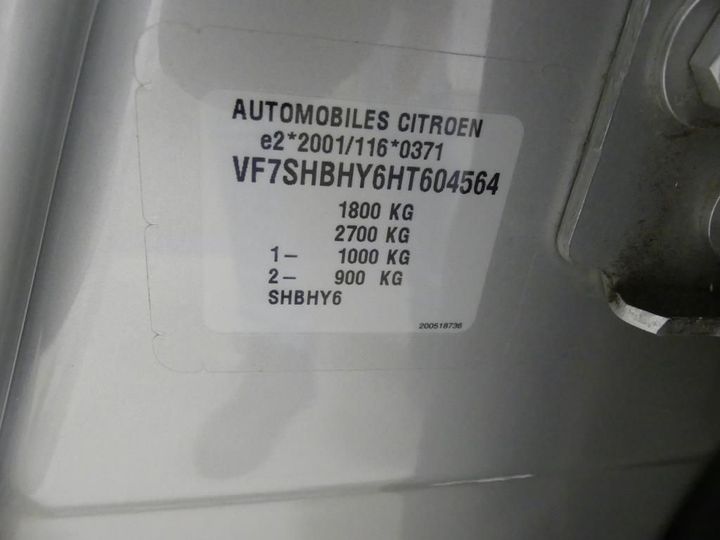 AUTOMOBILES CITROEN
e2*2001/116*0371
VF7SHBHY6HT604564
1800 KG
2700 KG
1- 1000 KG
2- 900 KG
SHBHY6
200518736